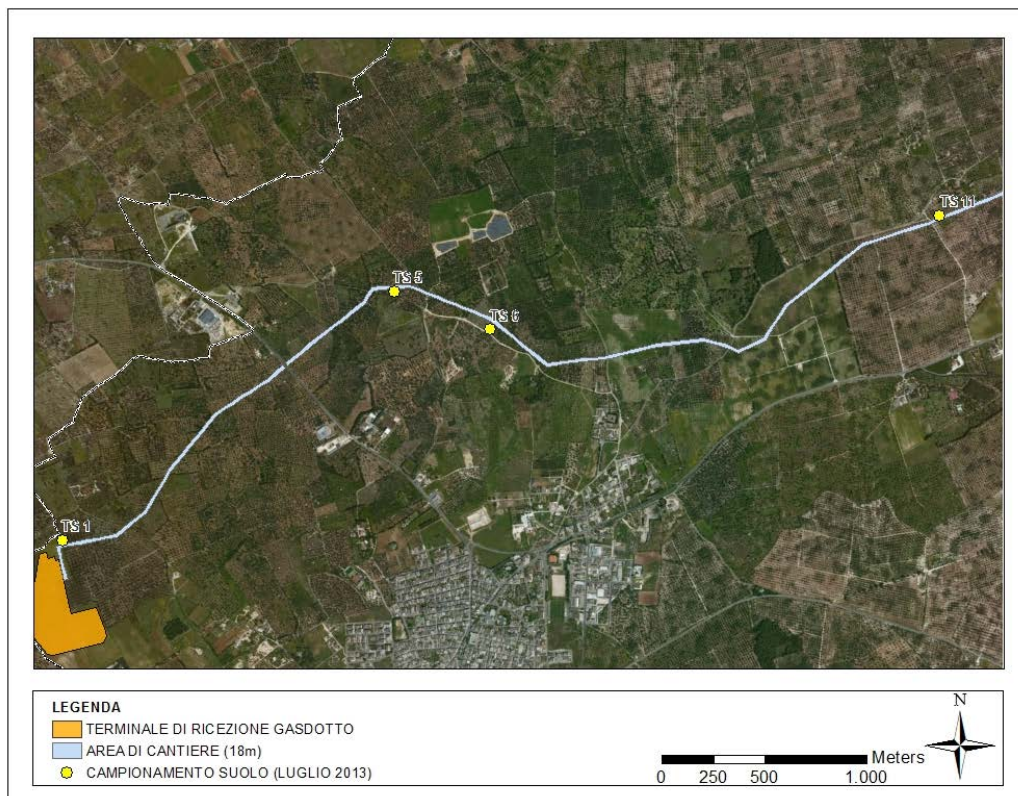 TS 11
TS 5
TS 6
TS 1
LEGENDA
TERMINALE DI RICEZIONE GASDOTTO
AREA DI CANTIERE (18m)
CAMPIONAMENTO SUOLO (LUGLIO 2013)
N
Meters
0 250 500 1.000